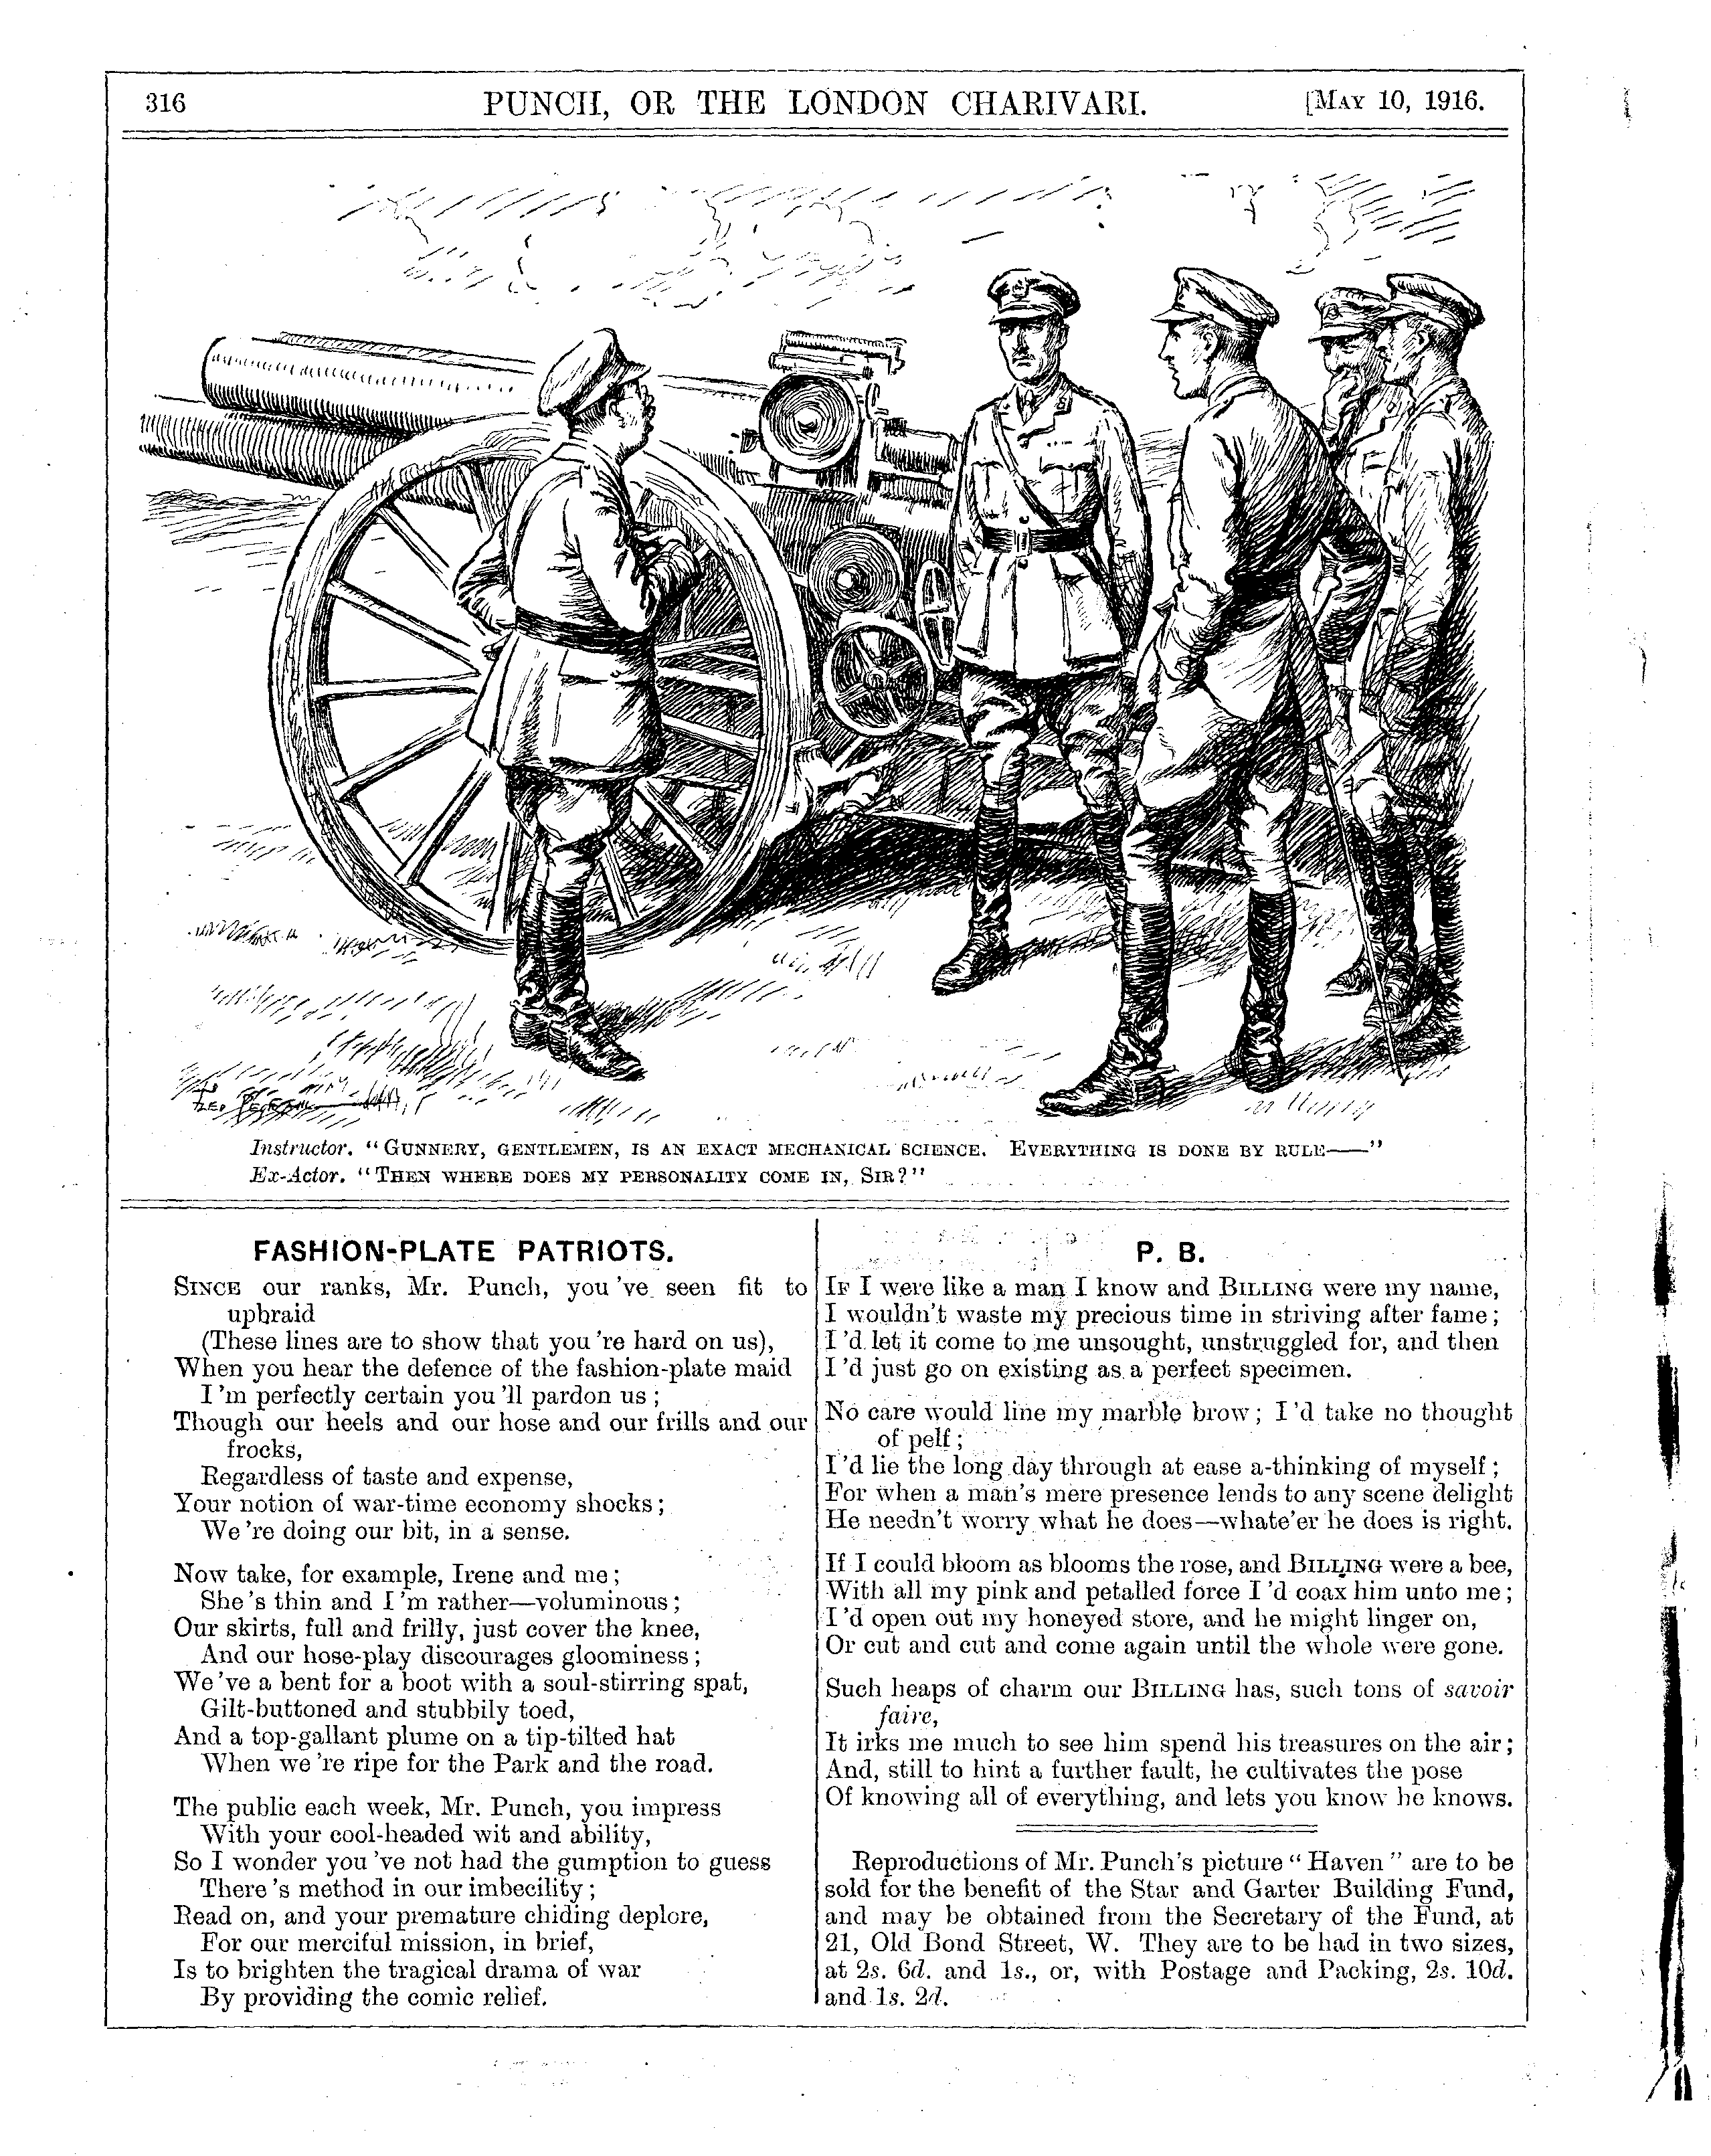 316 PUNCH, OR THE LONDON CHARIVARI. [MAY 10, 1916.
Instructor. "GUNNERY, GENTLEMEN, IS AN EXACT MECHANICAL SCIENCE. EVERYTHING IS DONE BY RULE——"
Ex-Actor. "THEN WHERE DOES MY PERSONALITY COME IN, SIR?"
FASHION-PLATE PATRIOTS.
SINCE our ranks, Mr. Punch, you 've seen fit to
upbraid
(These lines are to show that you 're hard on us),
When you hear the defence of the fashion-plate maid
I 'm perfectly certain you 'll pardon us;
Though our heels and our hose and our frills and our
frocks,
Regardless of taste and expense,
Your notion of war-time economy shocks;
We 're doing our bit, in a sense.
Now take, for example, Irene and me;
She 's thin and I 'm rather—voluminous;
Our skirts, full and frilly, just cover the knee,
And our hose-play discourages gloominess;
We 've a bent for a boot with a soul-stirring spat,
Gilt-buttoned and stubbily toed,
And a top-gallant plume on a tip-tilted hat
When we 're ripe for the Park and the road.
The public each week, Mr. Punch, you impress
With your cool-headed wit and ability,
So I wonder you 've not had the gumption to guess
There 's method in our imbecility;
Read on, and your premature chiding deplore,
For our merciful mission, in brief,
Is to brighten the tragical drama of war
By providing the comic relief.
P. B.
IF I were like a man I know and BILLING were my name,
I wouldn't waste my precious time in striving after fame;
I 'd let it come to me unsought, unstruggled for, and then
I 'd just go on existing as a perfect specimen.
No care would line my marble brow; I 'd take no thought
of pelf;
I 'd lie the long day through at ease a-thinking of myself;
For when a man's mere presence lends to any scene delight
He needn't worry what he does—whate'er he does is right.
If I could bloom as blooms the rose, and BILLING were a bee,
With all my pink and petalled force I 'd coax him unto me;
I 'd open out my honeyed store, and he might linger on,
Or cut and cut and come again until the whole were gone.
Such heaps of charm our BILLING has, such tons of savoir
faire,
It irks me much to see him spend his treasures on the air;
And, still to hint a further fault, he cultivates the pose
Of knowing all of everything, and lets you know he knows.
Reproductions of Mr. Punch's picture "Haven" are to be
sold for the benefit of the Star and Garter Building Fund,
and may be obtained from the Secretary of the Fund, at
21, Old Bond Street, W. They are to be had in two sizes,
at 2s. 6d. and 1s., or, with Postage and Packing, 2s. 10d.
and 1s. 2d.